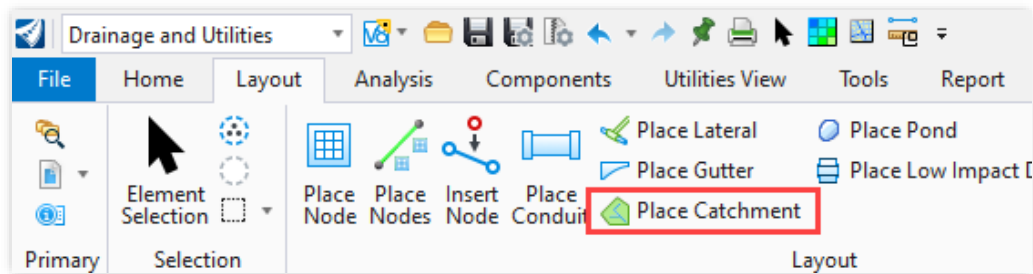 Drainage and Utilities
File Home Layout Analysis Components Utilities View Tools Report
Place Lateral Place Pond
Place Gutter Place Low Impact D
Element Selection Place Node Place Nodes Insert Node Place Conduit Place Catchment
Primary Selection Layout